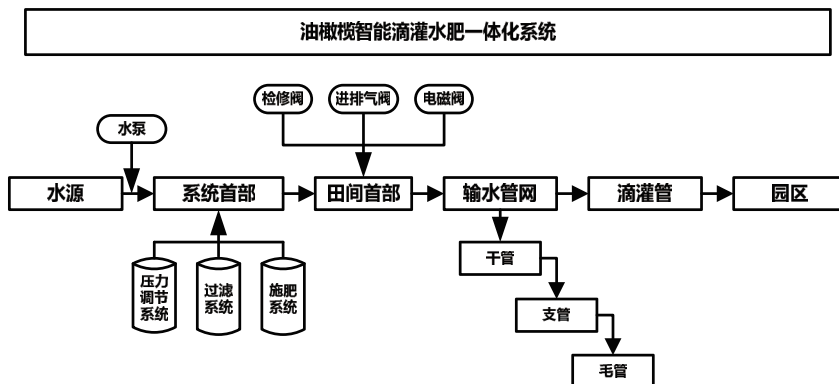 油橄榄智能滴灌水肥一体化系统
检修阀
进排气阀
电磁阀
水泵
水源
系统首部
田间首部
输水管网
滴灌管
园区
压力
调节
系统
过滤
系统
施肥
系统
干管
支管
毛管